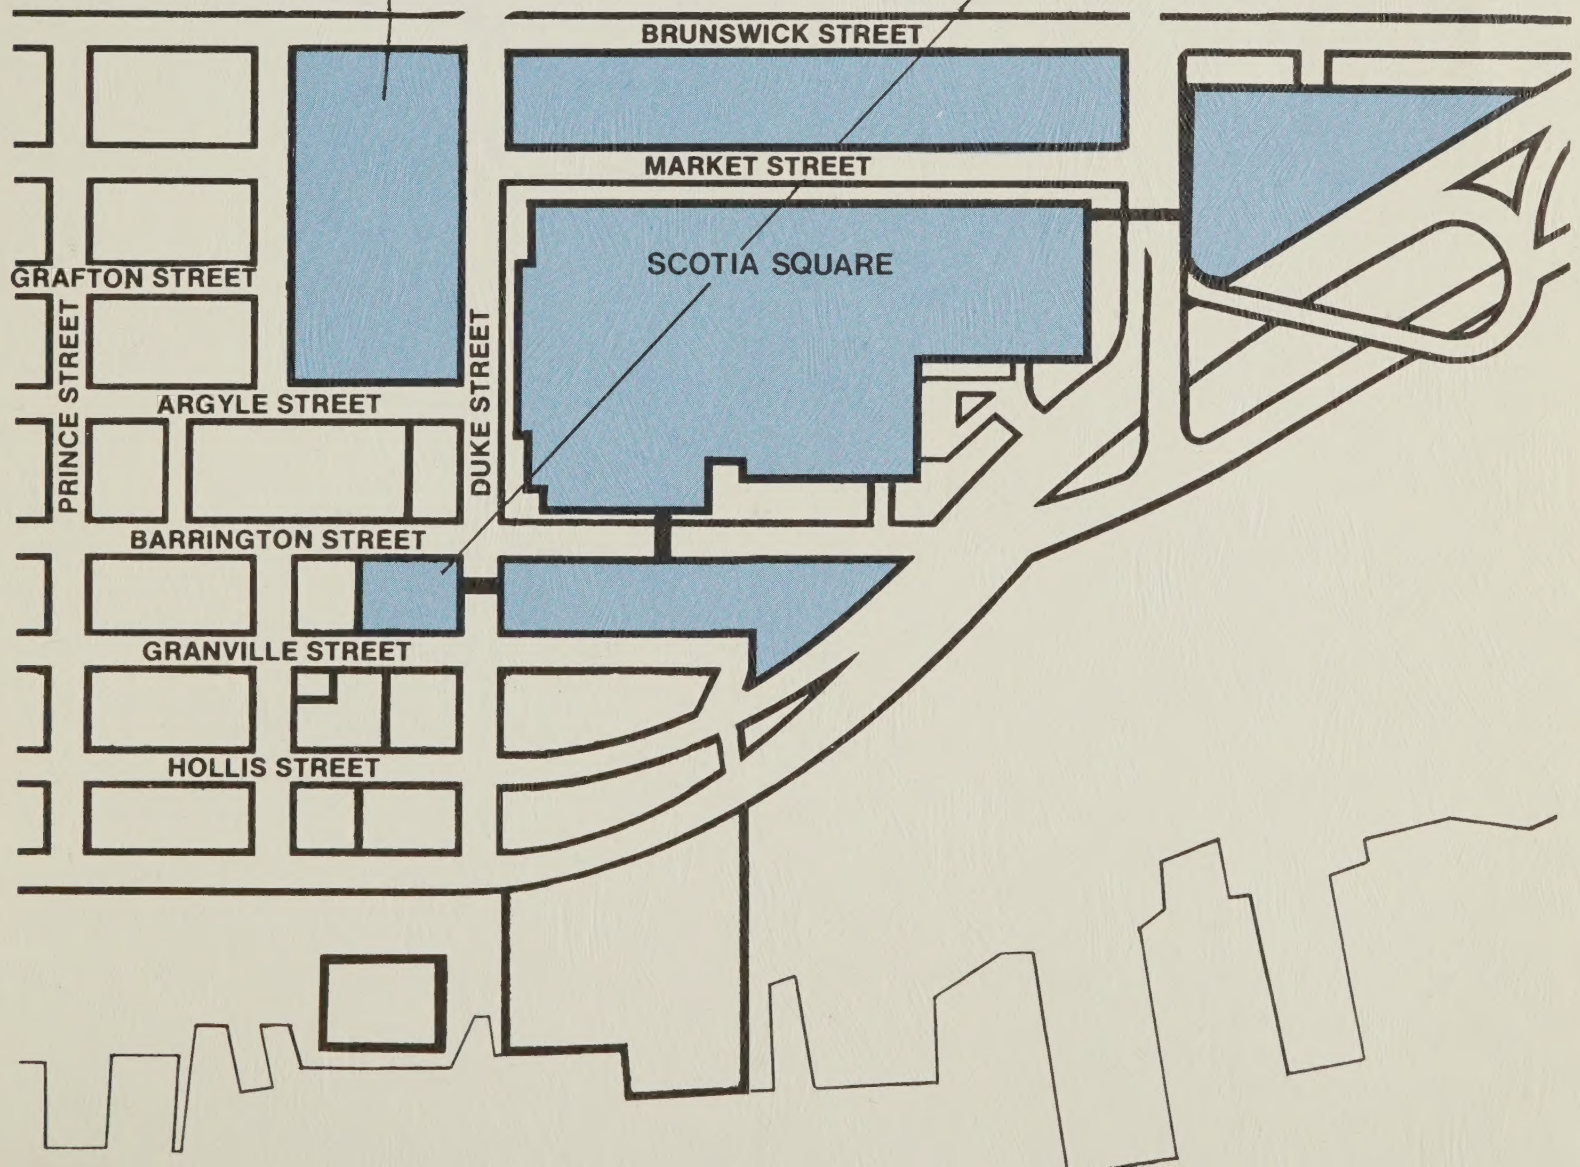 BRUNSWICK STREET
MARKET STREET
SCOTIA SQUARE
GRAFTON STREET
PRINCE STREET
DUKE STREET
ARGYLE STREET
BARRINGTON STREET
GRANVILLE STREET
HOLLIS STREET